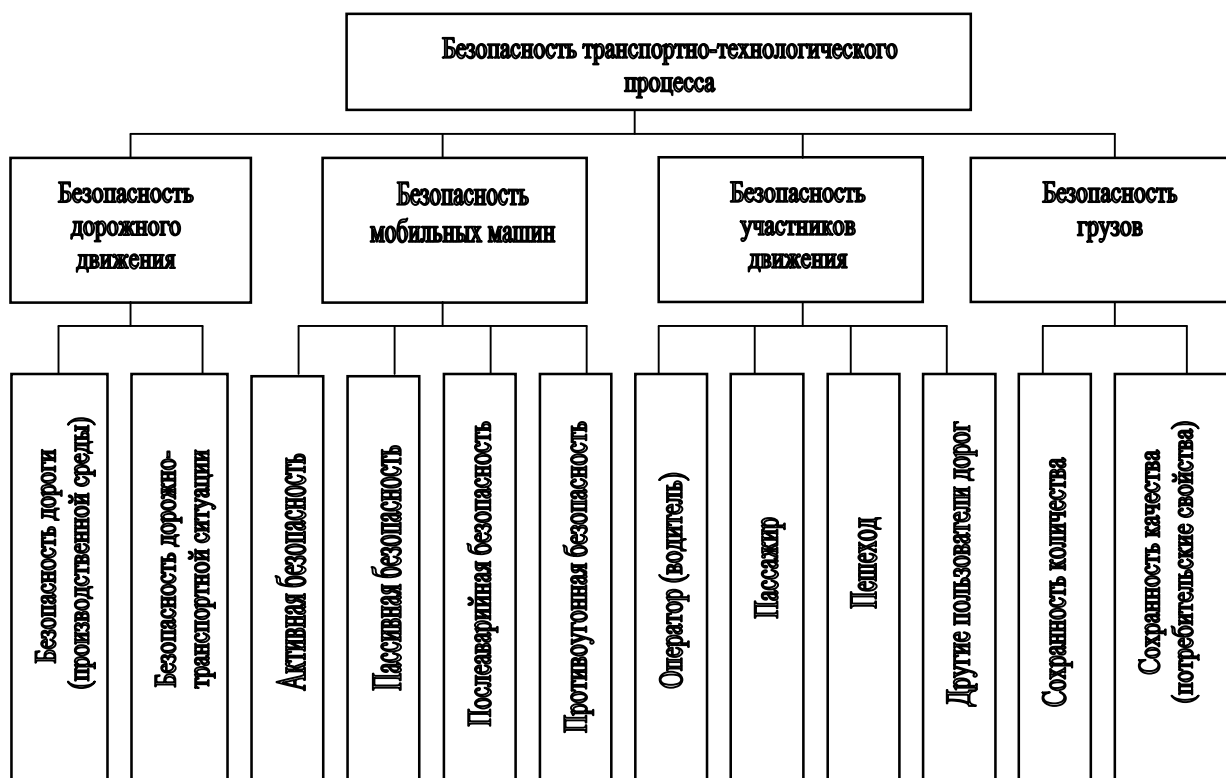 Безопасность транспортно-технологического
процесса
Безопасность
дорожного
движения
Безопасность
мобильных машин
Безопасность
участников
движения
Безопасность
грузов
Безопасность дороги
(производственной среды)
Безопасность дорожно-
транспортной ситуации
Активная безопасность
Пассивная безопасность
Послеаварийная безопасность
Противоугонная безопасность
Оператор (водитель)
Пассажир
Пешеход
Другие пользователи дорог
Сохранность количества
Сохранность качества
(потребительские свойства)